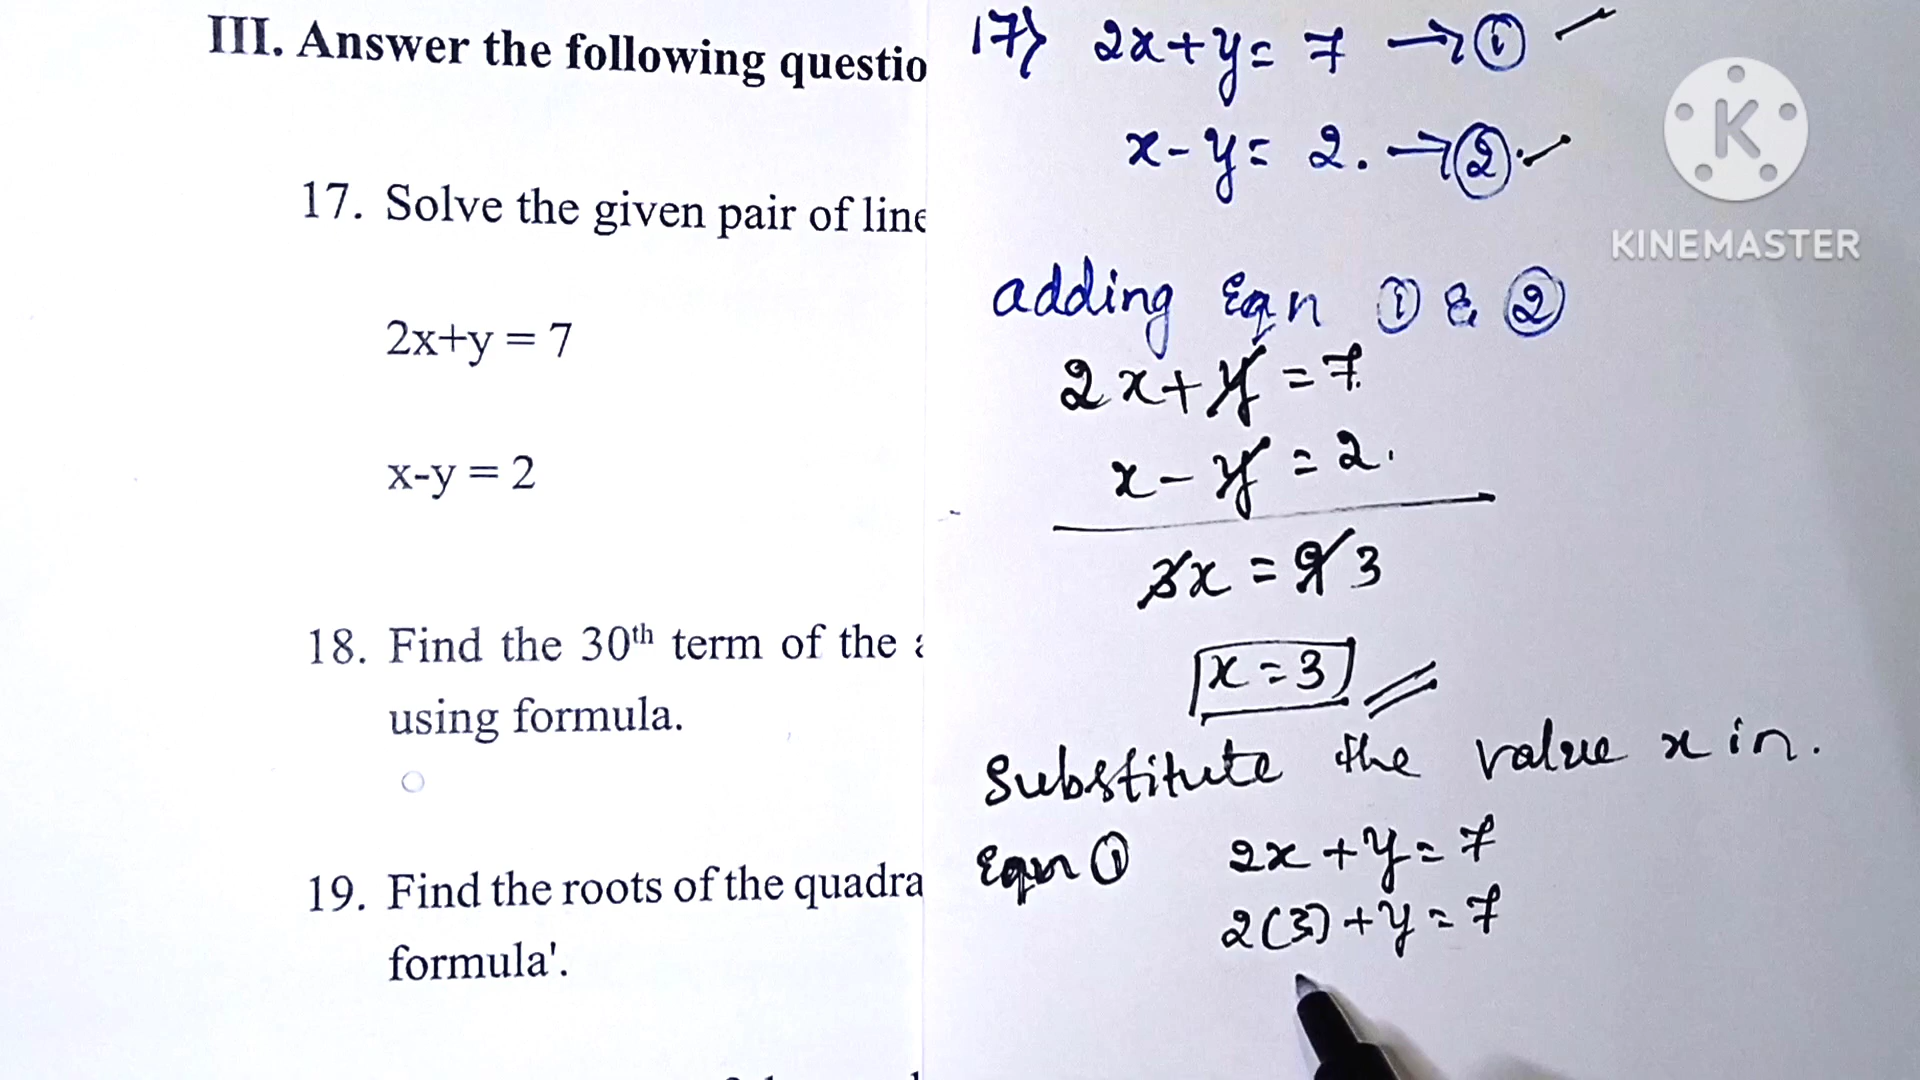 III. Answer the following questio
17. Solve the given pair of line
2x+y = 7
x-y = 2
18. Find the 30th term of the
using formula.
19. Find the roots of the quadra
formula'.
17) 2x+y= 7 → ①
x-y= 2. → ②.
adding Eqn ① & ②
2x+y=7.
x-y=2.
3x = 9 3
x=3
Substitute the value x in.
Eqn ① 2x+y=7
2(3)+y=7
K
KINEMASTER